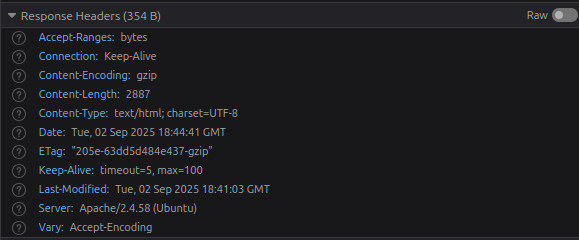 Response Headers (354 B)
Raw
Accept-Ranges: bytes
Connection: Keep-Alive
Content-Encoding: gzip
Content-Length: 2887
Content-Type: text/html; charset=UTF-8
Date: Tue, 02 Sep 2025 18:44:41 GMT
ETag: "205e-63dd5d484e437-gzip"
Keep-Alive: timeout=5, max=100
Last-Modified: Tue, 02 Sep 2025 18:41:03 GMT
Server: Apache/2.4.58 (Ubuntu)
Vary: Accept-Encoding